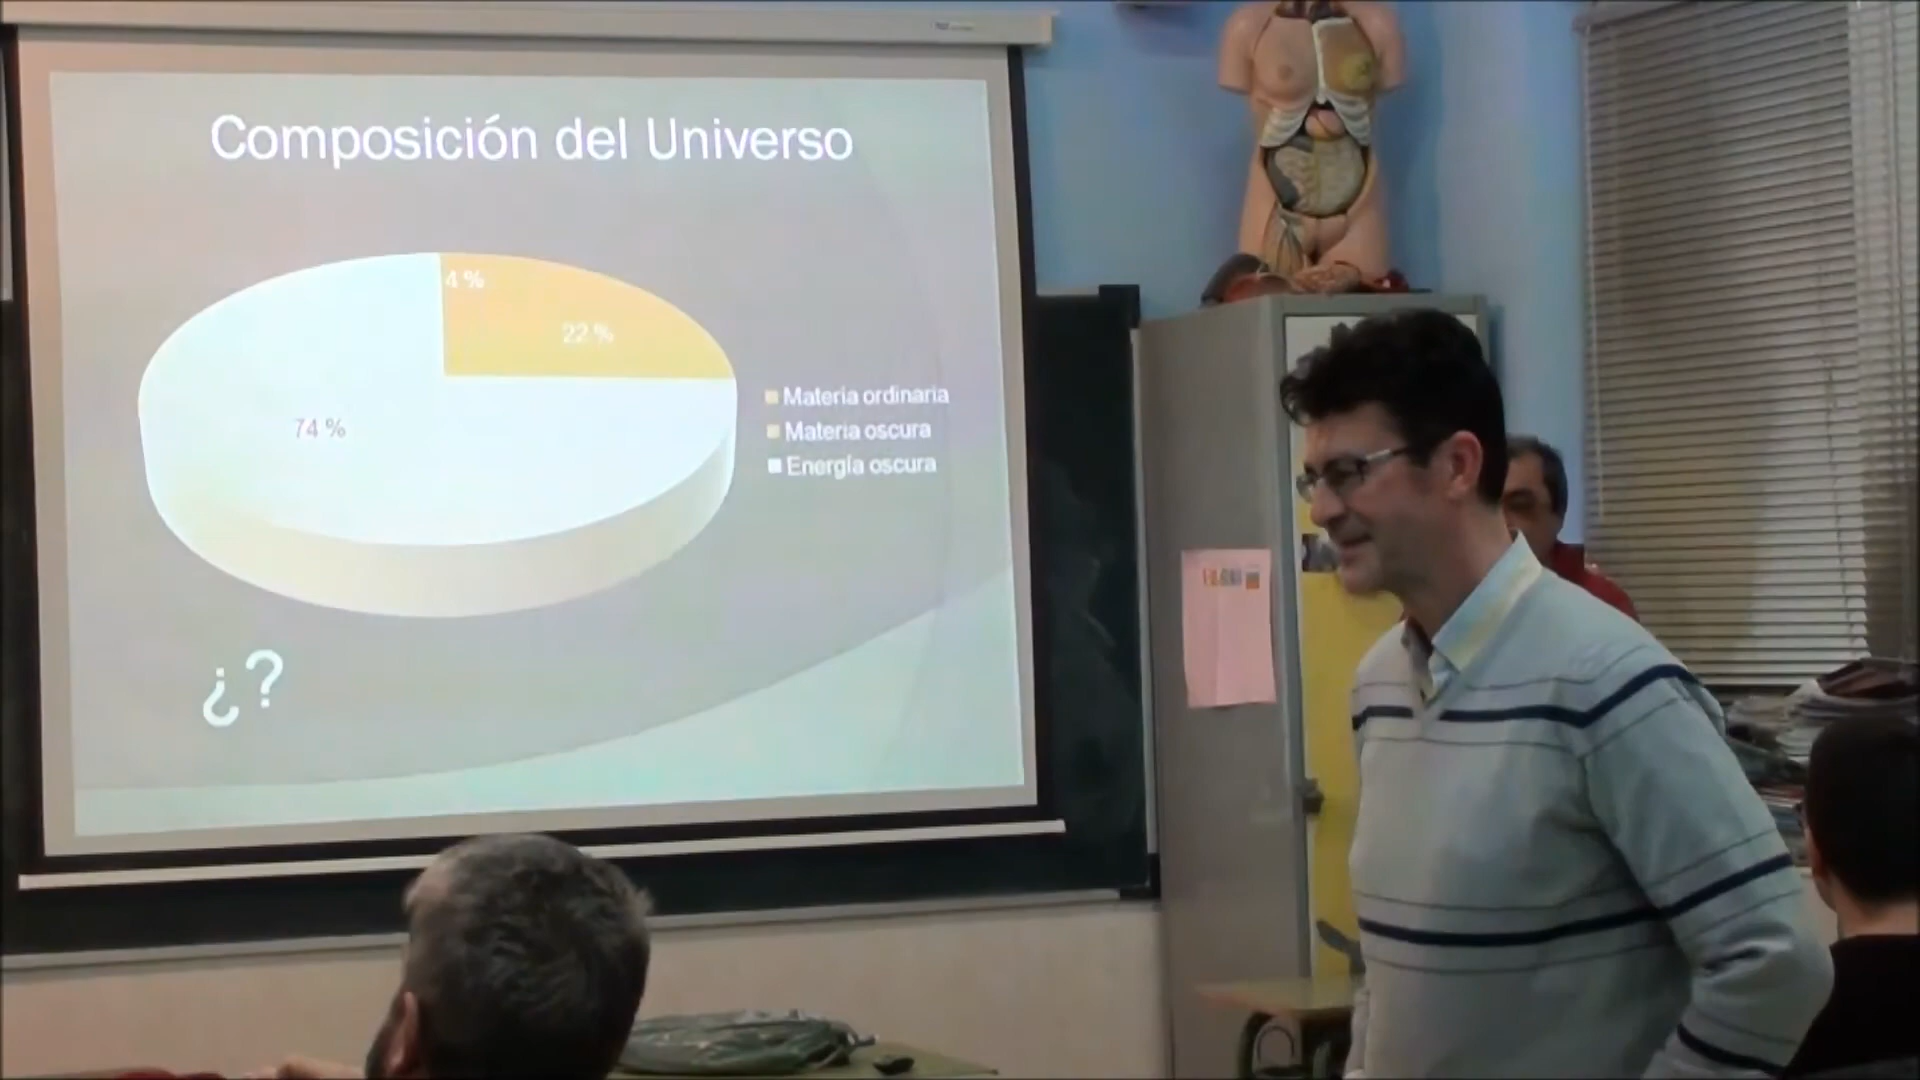 Composición del Universo
4 %
22 %
74 %
Materia ordinaria
Materia oscura
Energía oscura
¿?